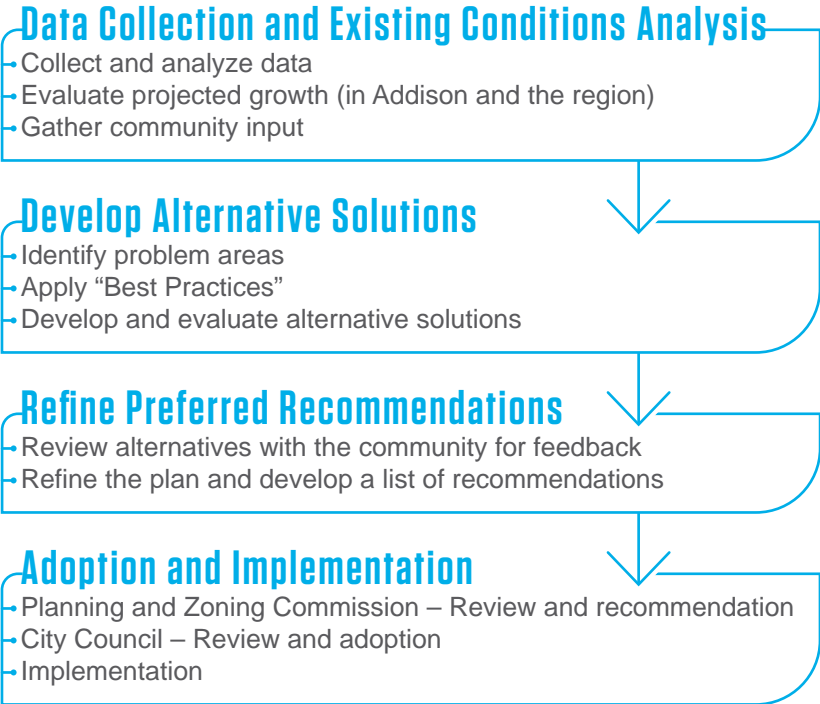 Data Collection and Existing Conditions Analysis
Collect and analyze data
Evaluate projected growth (in Addison and the region)
Gather community input
Develop Alternative Solutions
Identify problem areas
Apply “Best Practices”
Develop and evaluate alternative solutions
Refine Preferred Recommendations
Review alternatives with the community for feedback
Refine the plan and develop a list of recommendations
Adoption and Implementation
Planning and Zoning Commission – Review and recommendation
City Council – Review and adoption
Implementation